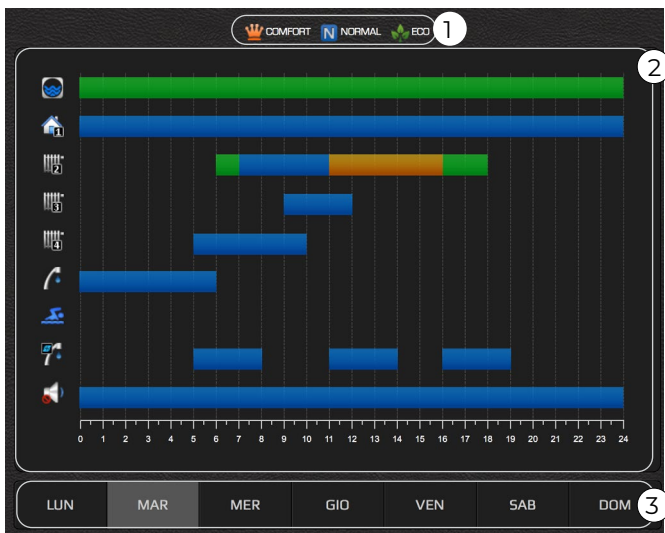 COMFORT N NORMAL ECO 1
2
1
2
3
4
0 1 2 3 4 5 6 7 8 9 10 11 12 13 14 15 16 17 18 19 20 21 22 23 24
LUN MAR MER GIO VEN SAB DOM 3